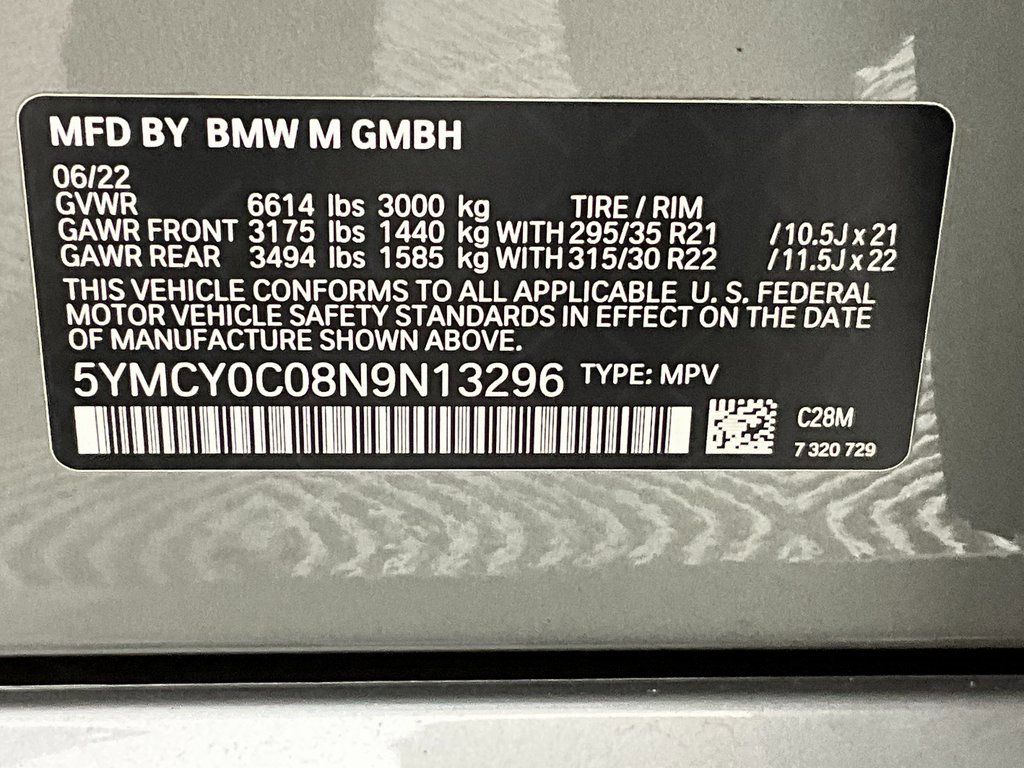 MFD BY BMW M GMBH
06/22
GVWR 6614 lbs 3000 kg TIRE / RIM
GAWR FRONT 3175 lbs 1440 kg WITH 295/35 R21 /10.5J x 21
GAWR REAR 3494 lbs 1585 kg WITH 315/30 R22 /11.5J x 22
THIS VEHICLE CONFORMS TO ALL APPLICABLE U. S. FEDERAL
MOTOR VEHICLE SAFETY STANDARDS IN EFFECT ON THE DATE
OF MANUFACTURE SHOWN ABOVE.
5YMCY0C08N9N13296 TYPE: MPV
C28M
7 320 729